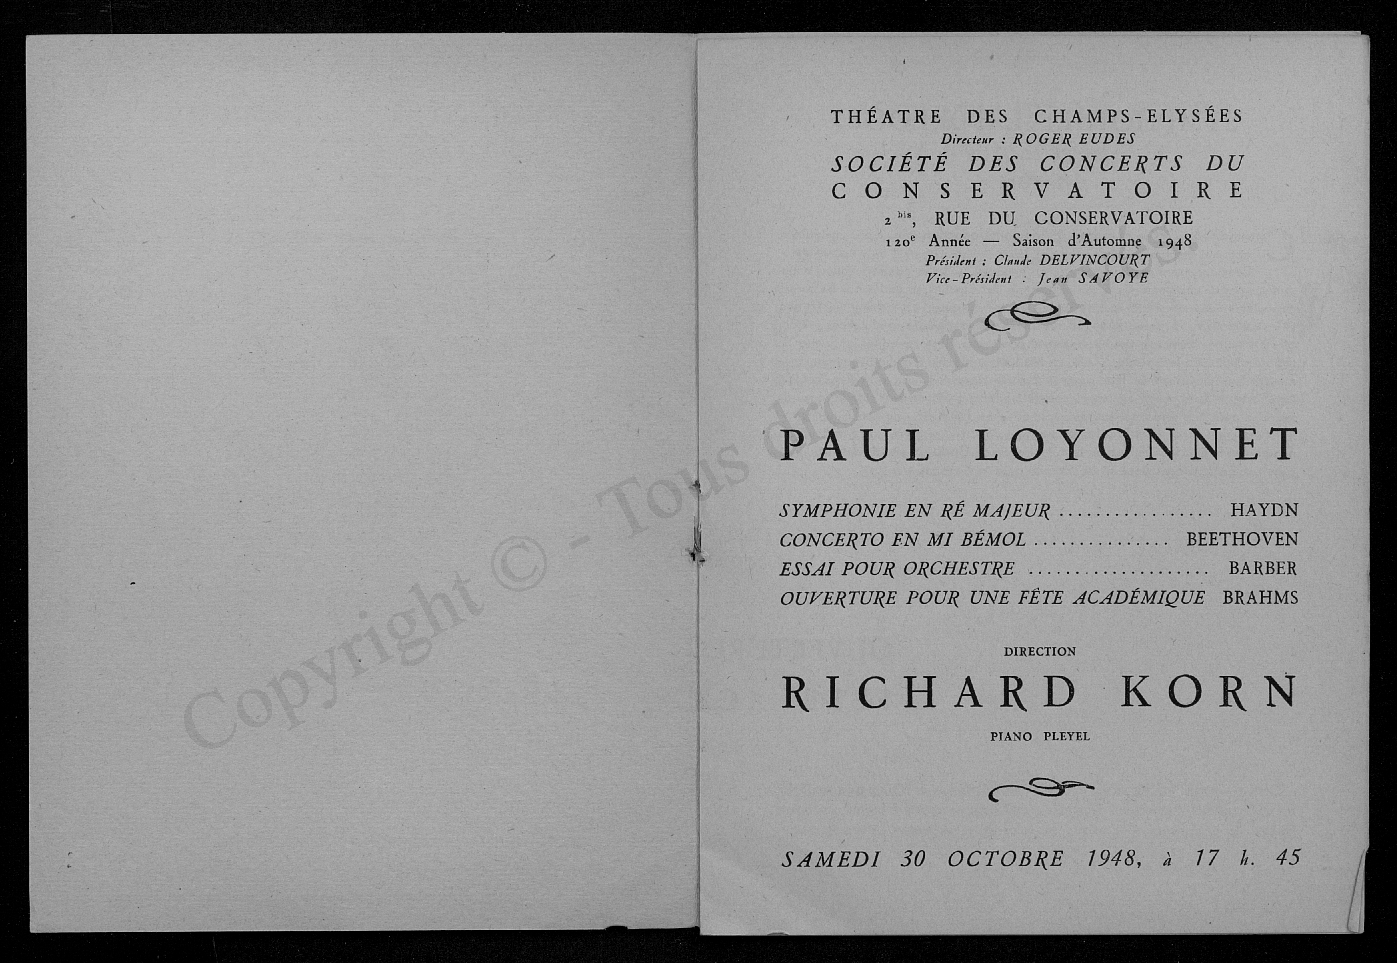 THÉATRE DES CHAMPS-ELYSÉES
Directeur : ROGER EUDES
SOCIÉTÉ DES CONCERTS DU
CONSERVATOIRE
2 bis, RUE DU CONSERVATOIRE
120e Année — Saison d'Automne 1948
Président : Claude DELVINCOURT
Vice-Président : Jean SAVOYE
PAUL LOYONNET
SYMPHONIE EN RÉ MAJEUR ................. HAYDN
CONCERTO EN MI BÉMOL ............... BEETHOVEN
ESSAI POUR ORCHESTRE .................... BARBER
OUVERTURE POUR UNE FÊTE ACADÉMIQUE BRAHMS
DIRECTION
RICHARD KORN
PIANO PLEYEL
SAMEDI 30 OCTOBRE 1948, à 17 h. 45
Copyright © - Tous droits réservés.